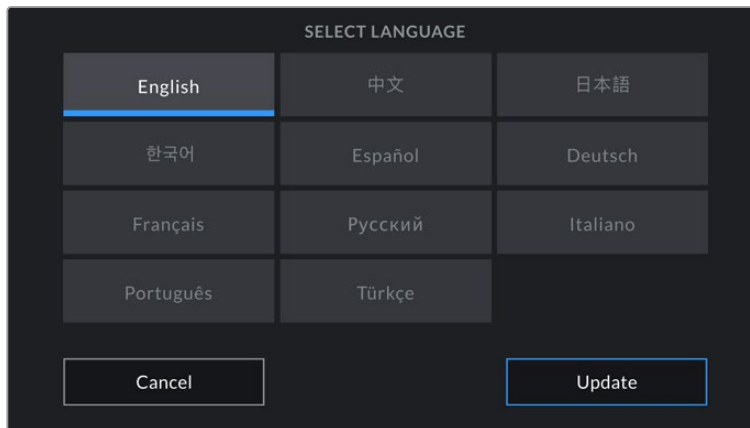 SELECT LANGUAGE
English
中文
日本語
한국어
Español
Deutsch
Français
Русский
Italiano
Português
Türkçe
Cancel
Update